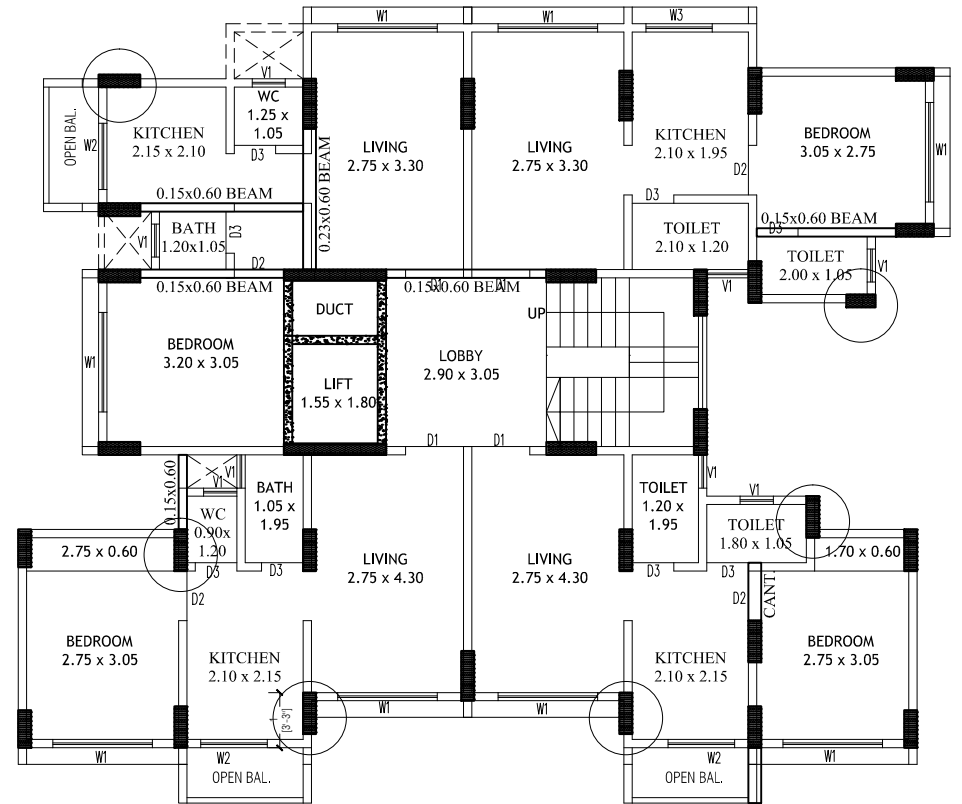 W1
W1
W3
V1
WC
1.25 x
1.05
OPEN BAL.
W2
KITCHEN
2.15 x 2.10
D3
LIVING
2.75 x 3.30
LIVING
2.75 x 3.30
KITCHEN
2.10 x 1.95
BEDROOM
3.05 x 2.75
W1
D2
0.15x0.60 BEAM
0.23x0.60 BEAM
D3
BATH
1.20x1.05
V1
D3
D2
TOILET
2.10 x 1.20
0.15x0.60 BEAM
D3
TOILET
2.00 x 1.05
V1
V1
0.15x0.60 BEAM
D1
D1
0.15x0.60 BEAM
DUCT
UP
BEDROOM
3.20 x 3.05
W1
LOBBY
2.90 x 3.05
LIFT
1.55 x 1.80
D1
D1
0.15x0.60
V1
V1
BATH
1.05 x
1.95
WC
0.90x
1.20
D3
D3
TOILET
1.20 x
1.95
V1
V1
TOILET
1.80 x 1.05
D3
D3
2.75 x 0.60
1.70 x 0.60
LIVING
2.75 x 4.30
LIVING
2.75 x 4.30
D2
D2
CANT.
BEDROOM
2.75 x 3.05
KITCHEN
2.10 x 2.15
KITCHEN
2.10 x 2.15
BEDROOM
2.75 x 3.05
[3'-3"]
W1
W1
W1
W2
W2
W1
OPEN BAL.
OPEN BAL.